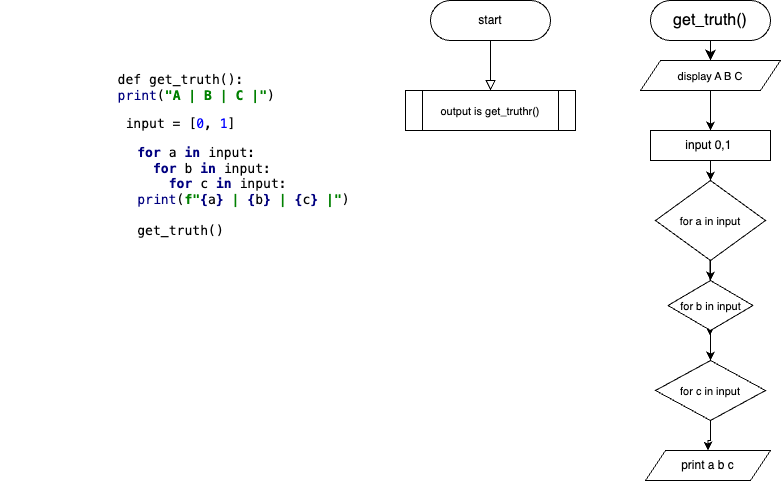 def get_truth():
print("A | B | C |")
input = [0, 1]
for a in input:
for b in input:
for c in input:
print(f"{a} | {b} | {c} |")
get_truth()
start
output is get_truthr()
get_truth()
display A B C
input 0,1
for a in input
for b in input
for c in input
print a b c